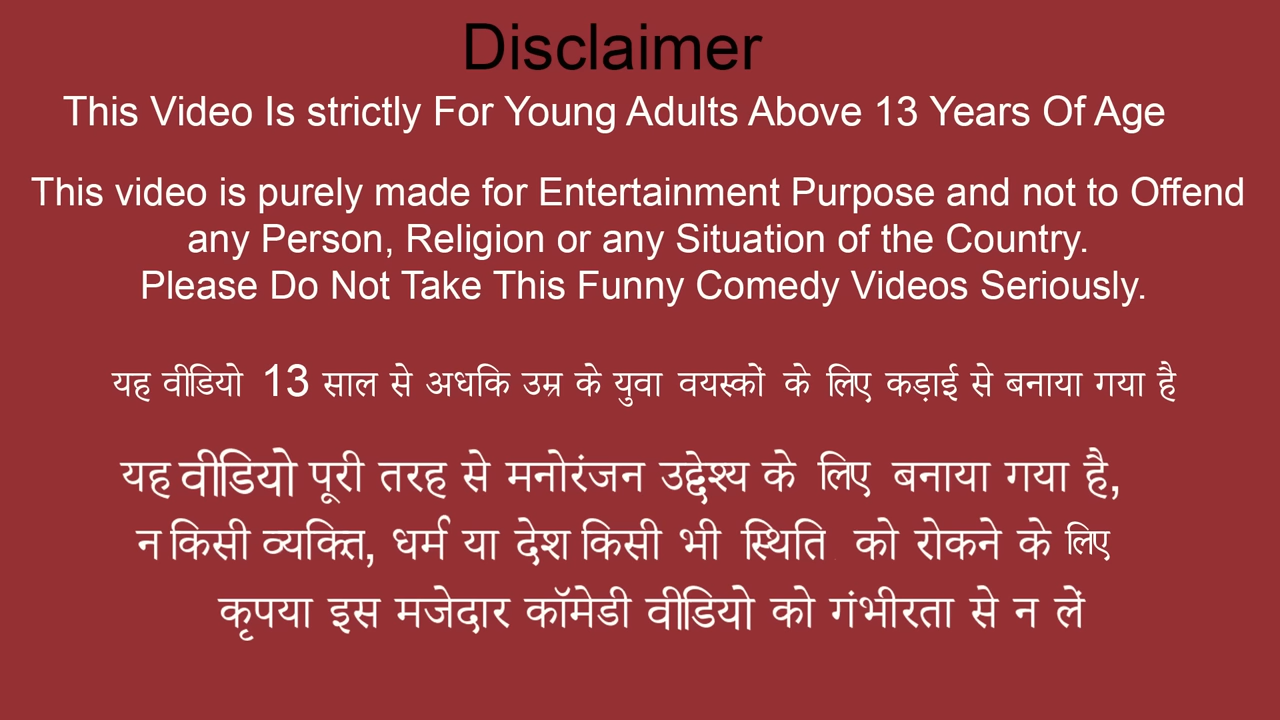 Disclaimer
This Video Is strictly For Young Adults Above 13 Years Of Age
This video is purely made for Entertainment Purpose and not to Offend
any Person, Religion or any Situation of the Country.
Please Do Not Take This Funny Comedy Videos Seriously.
यह वीडियो 13 साल से अधकि उम्र के युवा वयस्कों के लिए कड़ाई से बनाया गया है
यह वीडियो पूरी तरह से मनोरंजन उद्देश्य के लिए बनाया गया है,
न किसी व्यक्ति, धर्म या देश किसी भी स्थिति को रोकने के लिए
कृपया इस मजेदार कॉमेडी वीडियो को गंभीरता से न लें